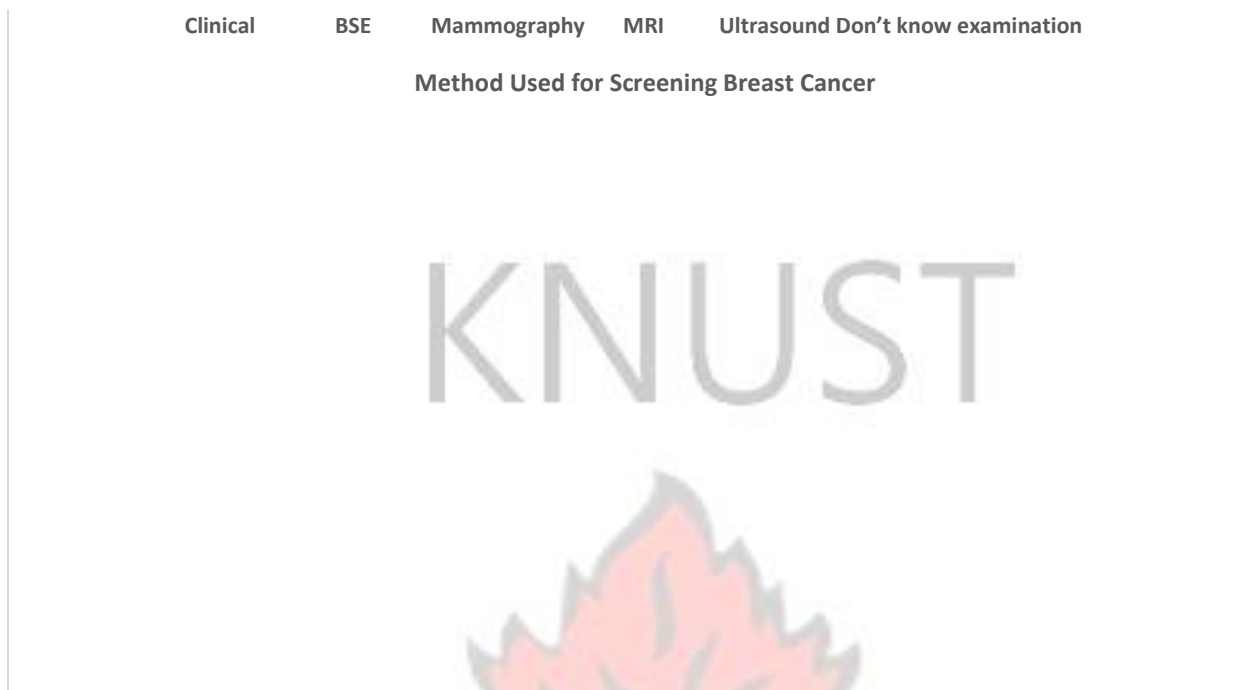 Clinical BSE Mammography MRI Ultrasound Don’t know examination
Method Used for Screening Breast Cancer
KNUST